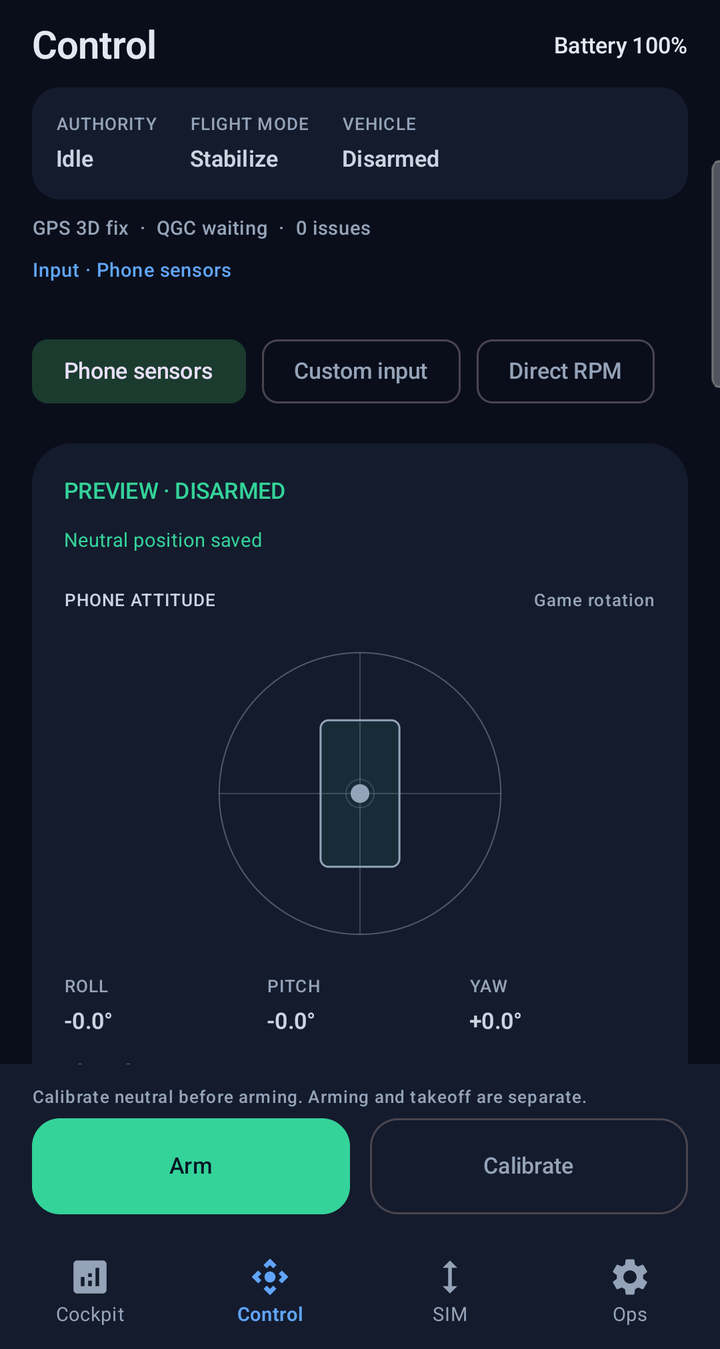 Control
Battery 100%
AUTHORITY FLIGHT MODE VEHICLE
Idle Stabilize Disarmed
GPS 3D fix · QGC waiting · 0 issues
Input · Phone sensors
Phone sensors Custom input Direct RPM
PREVIEW · DISARMED
Neutral position saved
PHONE ATTITUDE Game rotation
ROLL PITCH YAW
-0.0° -0.0° +0.0°
Calibrate neutral before arming. Arming and takeoff are separate.
Arm Calibrate
Cockpit Control SIM Ops